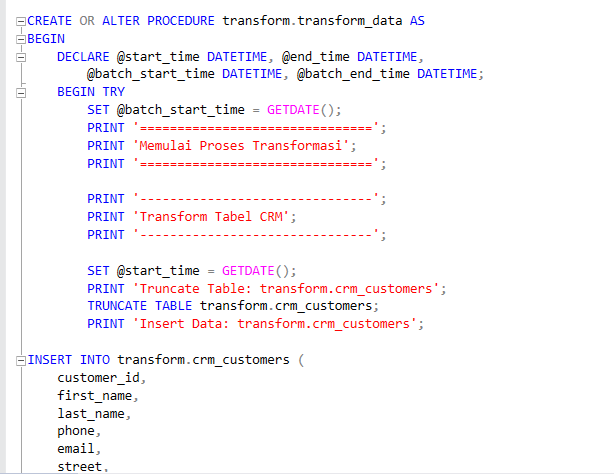 CREATE OR ALTER PROCEDURE transform.transform_data AS
BEGIN
    DECLARE @start_time DATETIME, @end_time DATETIME,
        @batch_start_time DATETIME, @batch_end_time DATETIME;
    BEGIN TRY
        SET @batch_start_time = GETDATE();
        PRINT '===============================';
        PRINT 'Memulai Proses Transformasi';
        PRINT '===============================';

        PRINT '-------------------------------';
        PRINT 'Transform Tabel CRM';
        PRINT '-------------------------------';

        SET @start_time = GETDATE();
        PRINT 'Truncate Table: transform.crm_customers';
        TRUNCATE TABLE transform.crm_customers;
        PRINT 'Insert Data: transform.crm_customers';

INSERT INTO transform.crm_customers (
    customer_id,
    first_name,
    last_name,
    phone,
    email,
    street,